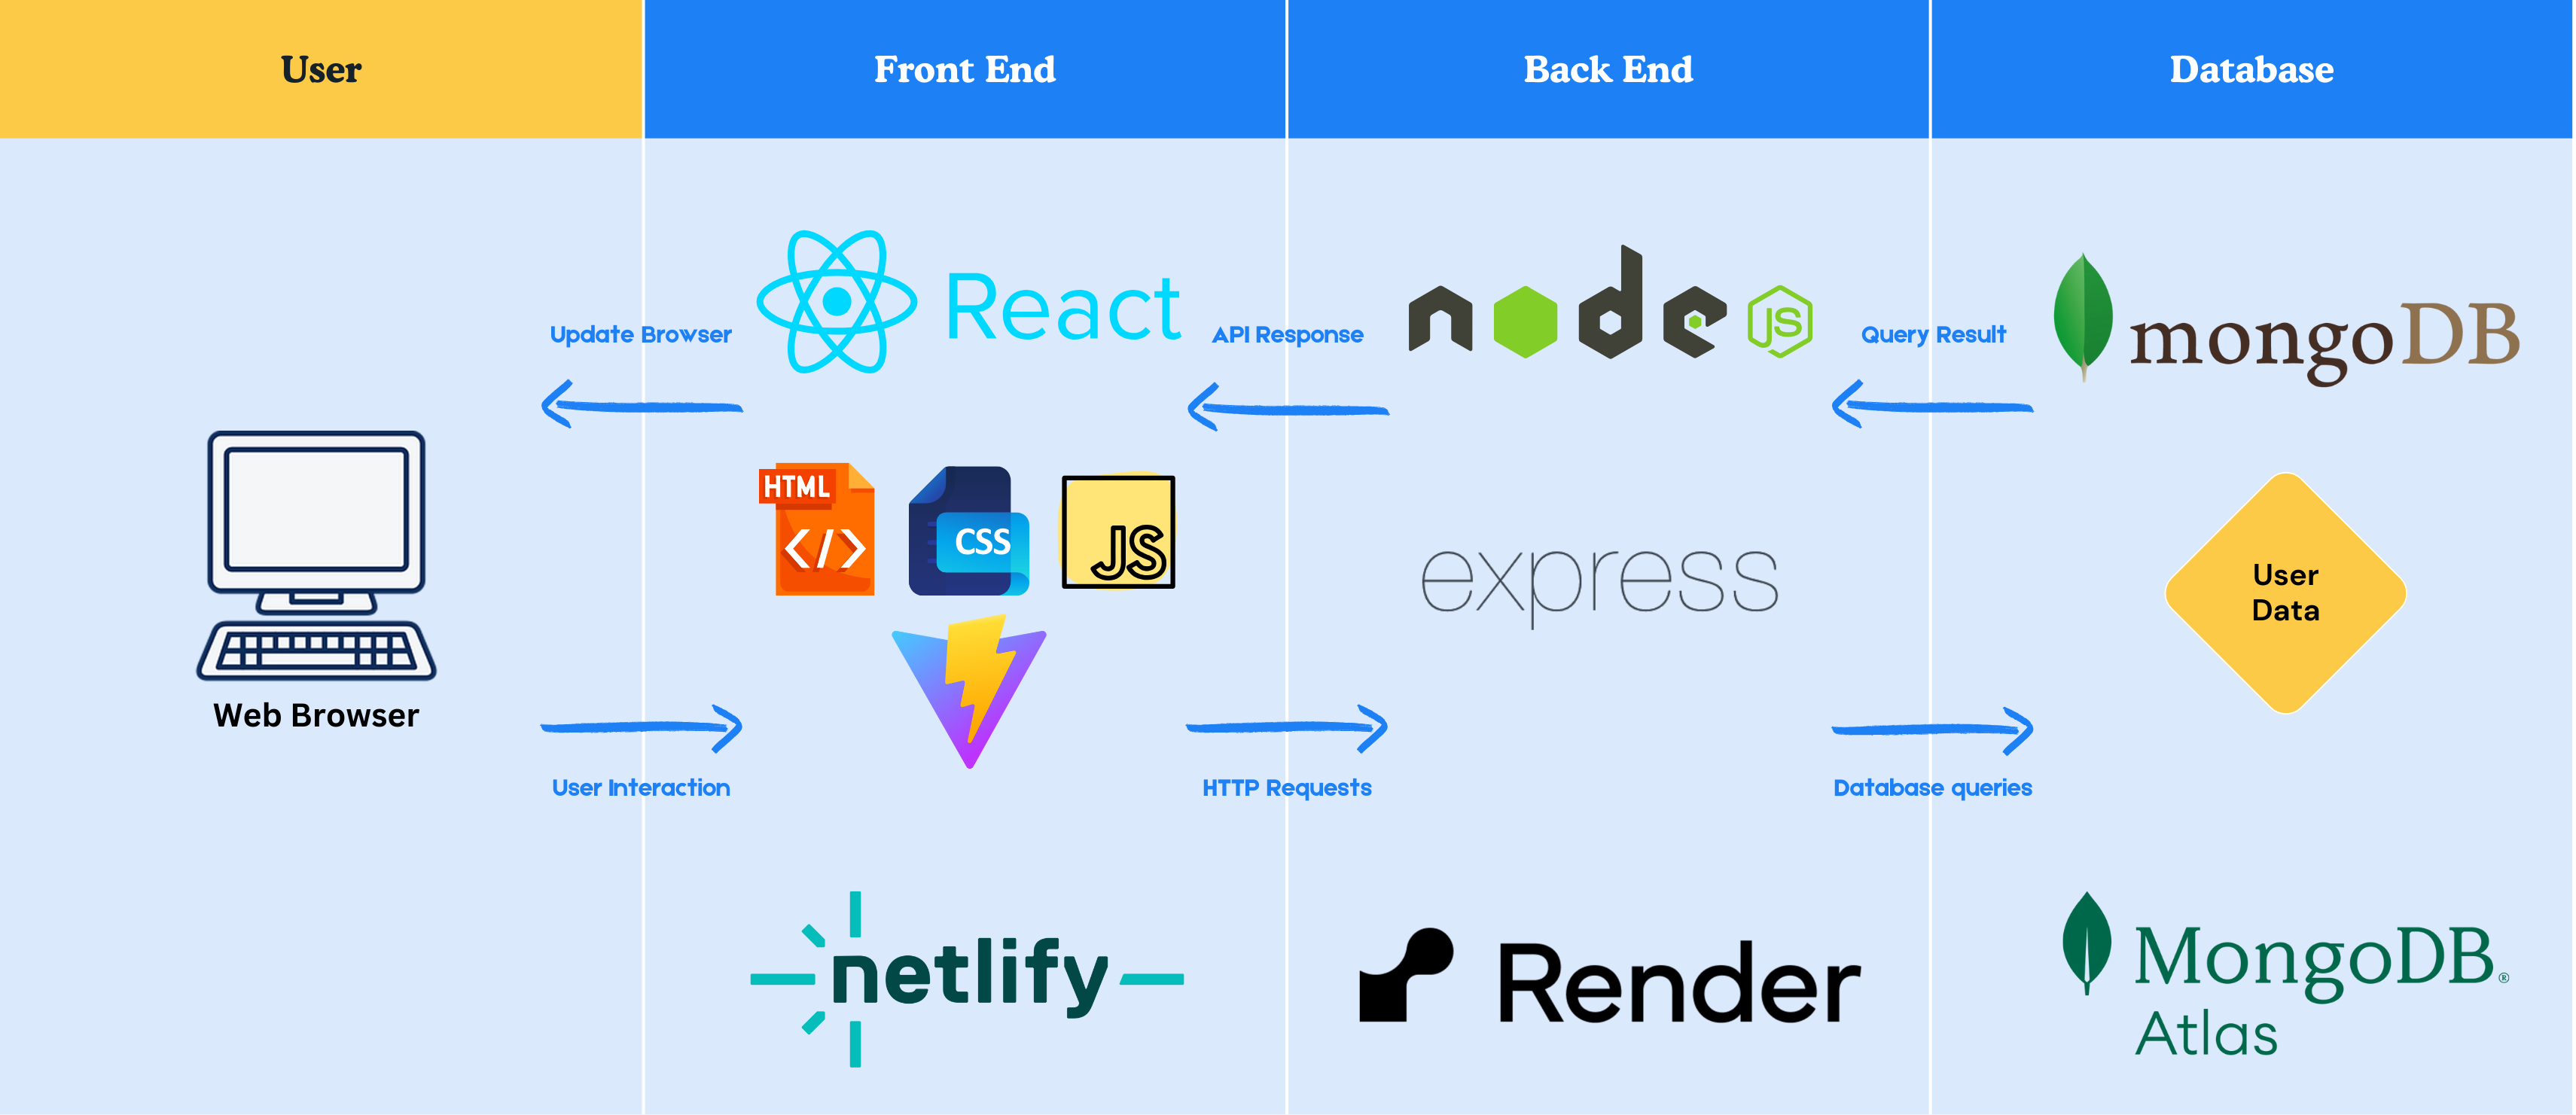 User
Front End
Back End
Database
React
node
JS
mongoDB
Update Browser
API Response
Query Result
HTML
</>
CSS
JS
express
User
Data
Web Browser
User Interaction
HTTP Requests
Database queries
netlify
Render
MongoDB®
Atlas